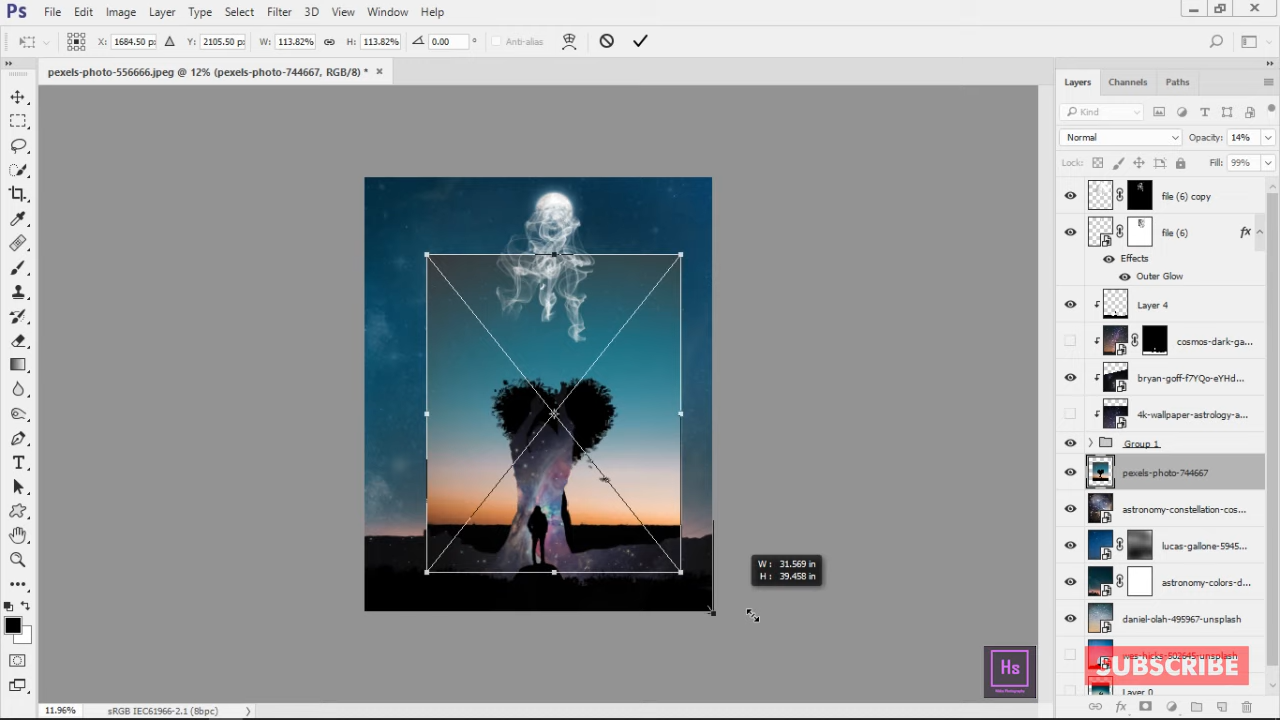 Ps File Edit Image Layer Type Select Filter 3D View Window Help
X: 1684.50 px Y: 2105.50 px W: 113.82% H: 113.82% 0.00 ° Anti-alias
pexels-photo-556666.jpeg @ 12% (pexels-photo-744667, RGB/8) * ×
Layers Channels Paths
Kind
Normal Opacity: 14%
Lock: Fill: 99%
file (6) copy
file (6) fx
Effects
Outer Glow
Layer 4
cosmos-dark-ga...
bryan-goff-f7YQo-eYHd...
4k-wallpaper-astrology-a...
Group 1
pexels-photo-744667
astronomy-constellation-cos...
lucas-gallone-5945...
W : 31.569 in
H : 39.458 in
astronomy-colors-d...
daniel-olah-495967-unsplash
wes-hicks-502645-unsplash
SUBSCRIBE
Hs
Layer 0
11.96% sRGB IEC61966-2.1 (8bpc)
fx